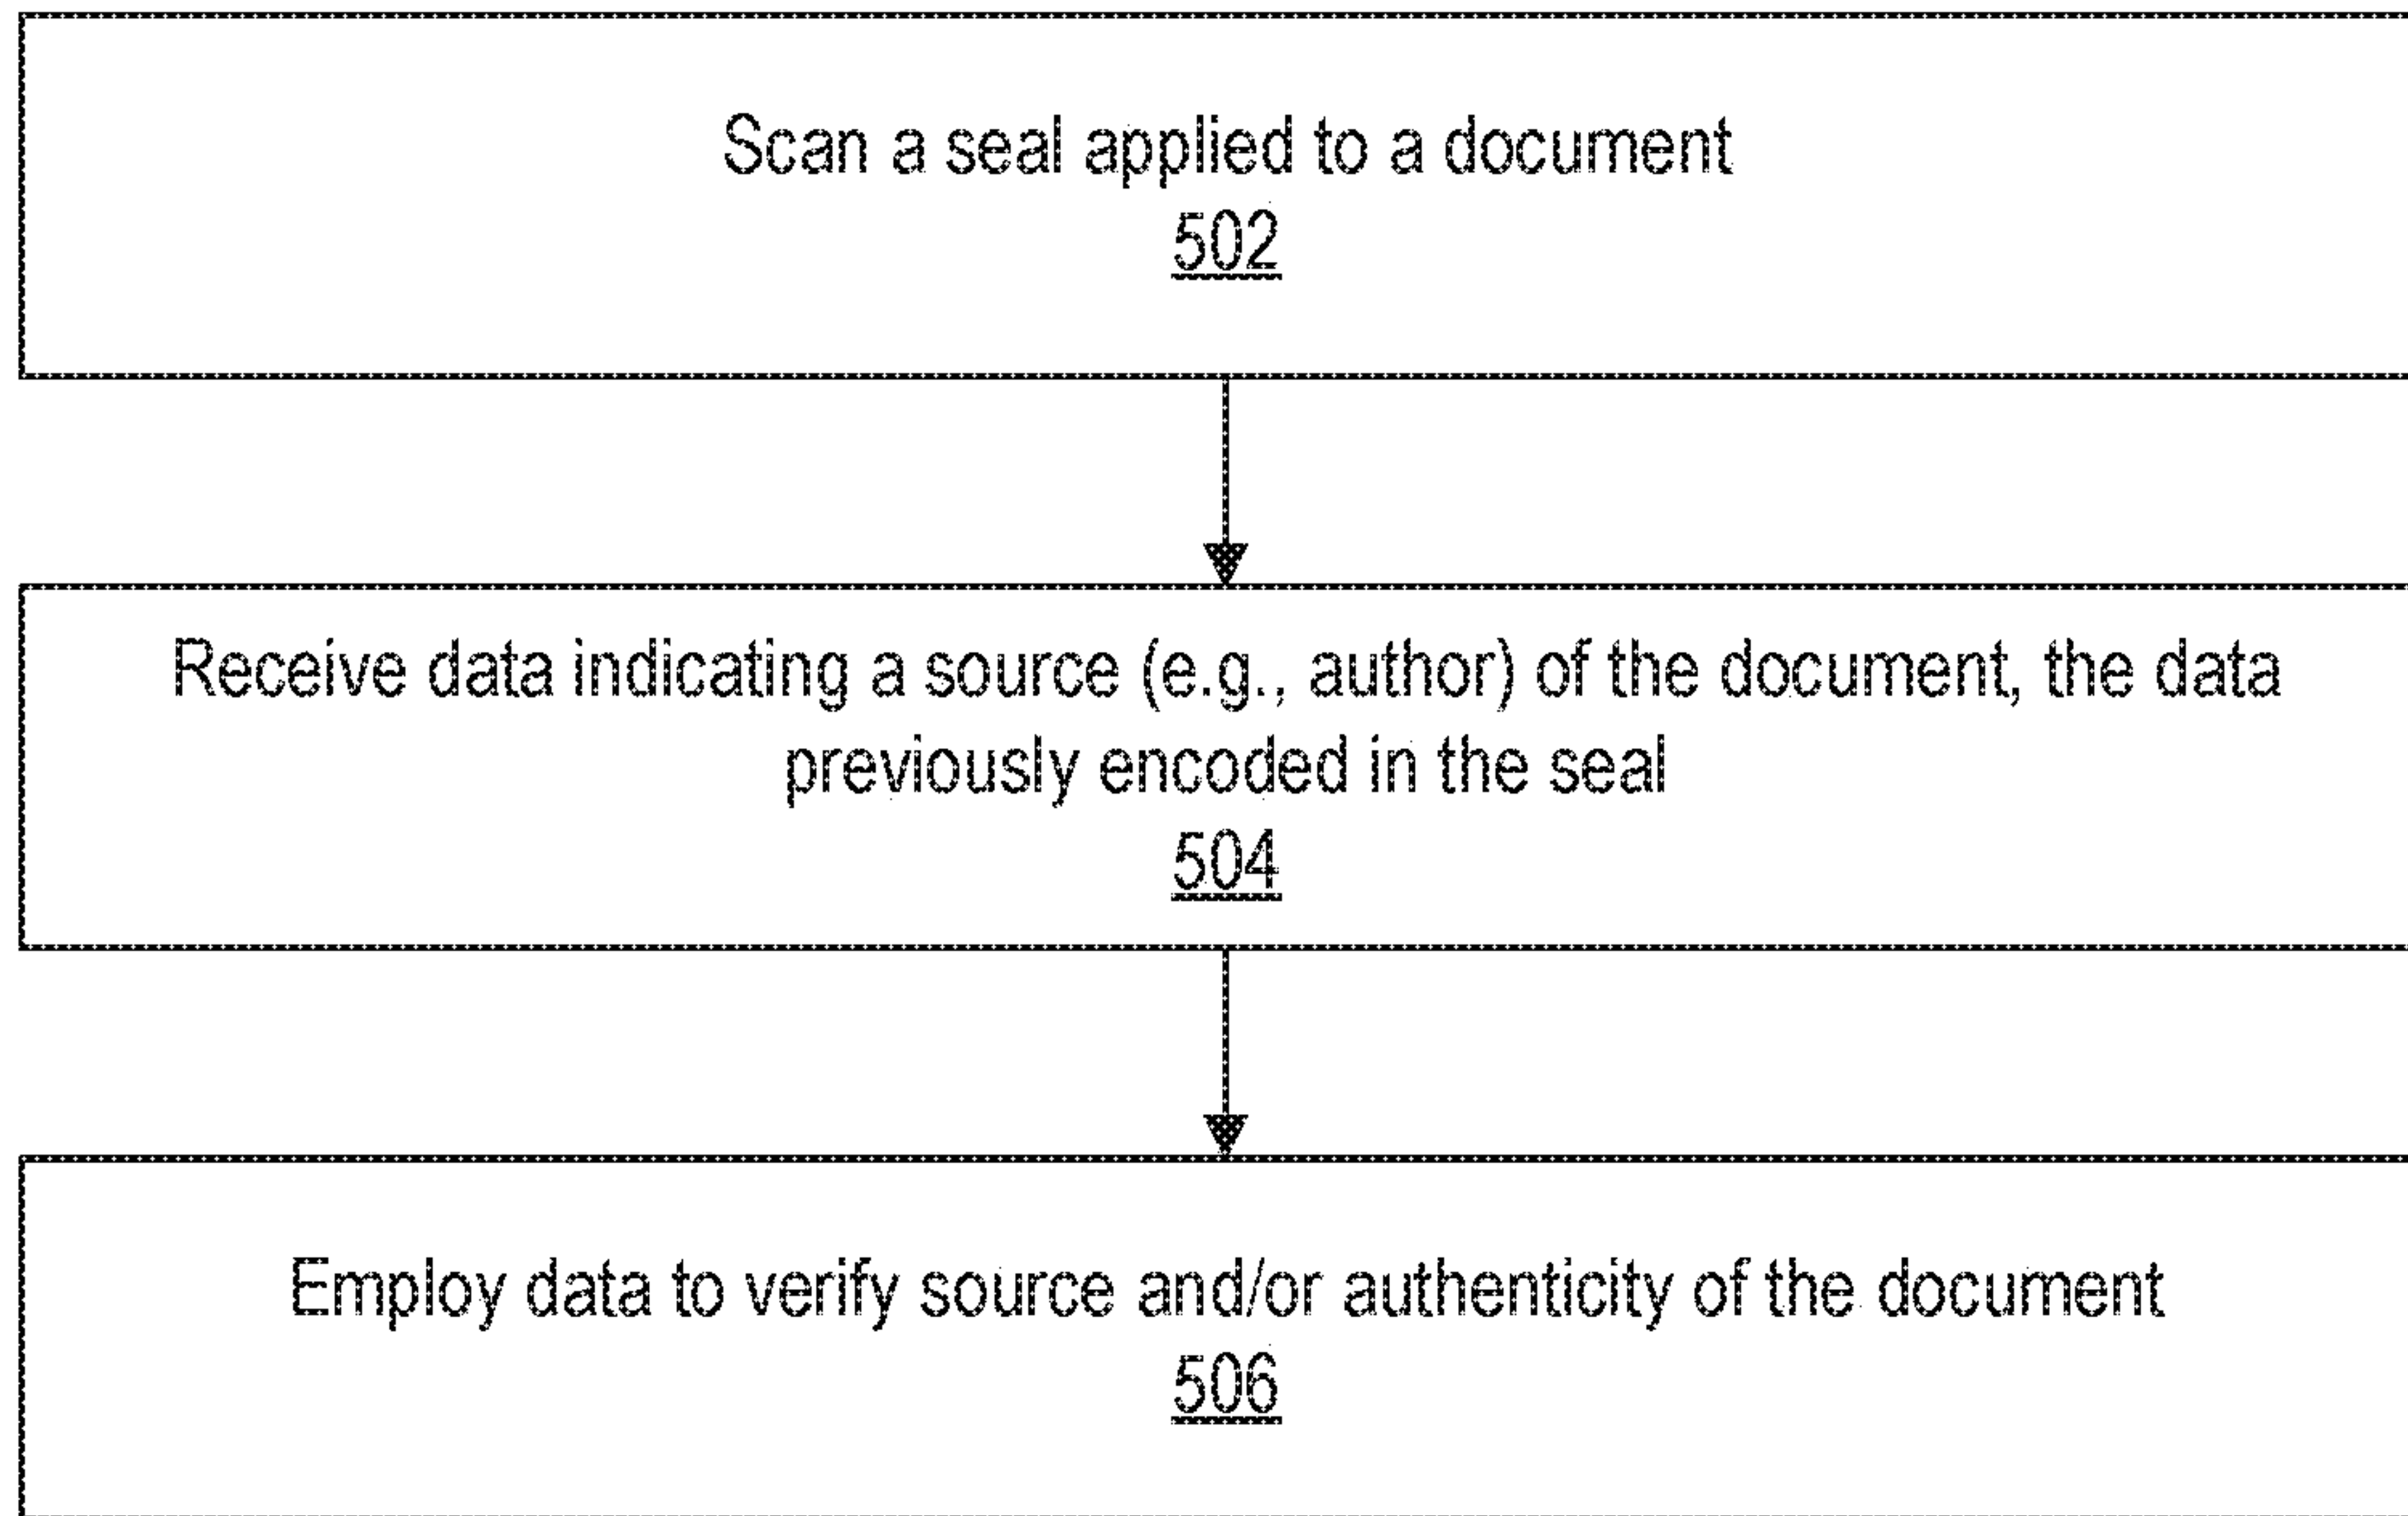 Scan a seal applied to a document
502
Receive data indicating a source (e.g., author) of the document, the data
previously encoded in the seal
504
Employ data to verify source and/or authenticity of the document
506